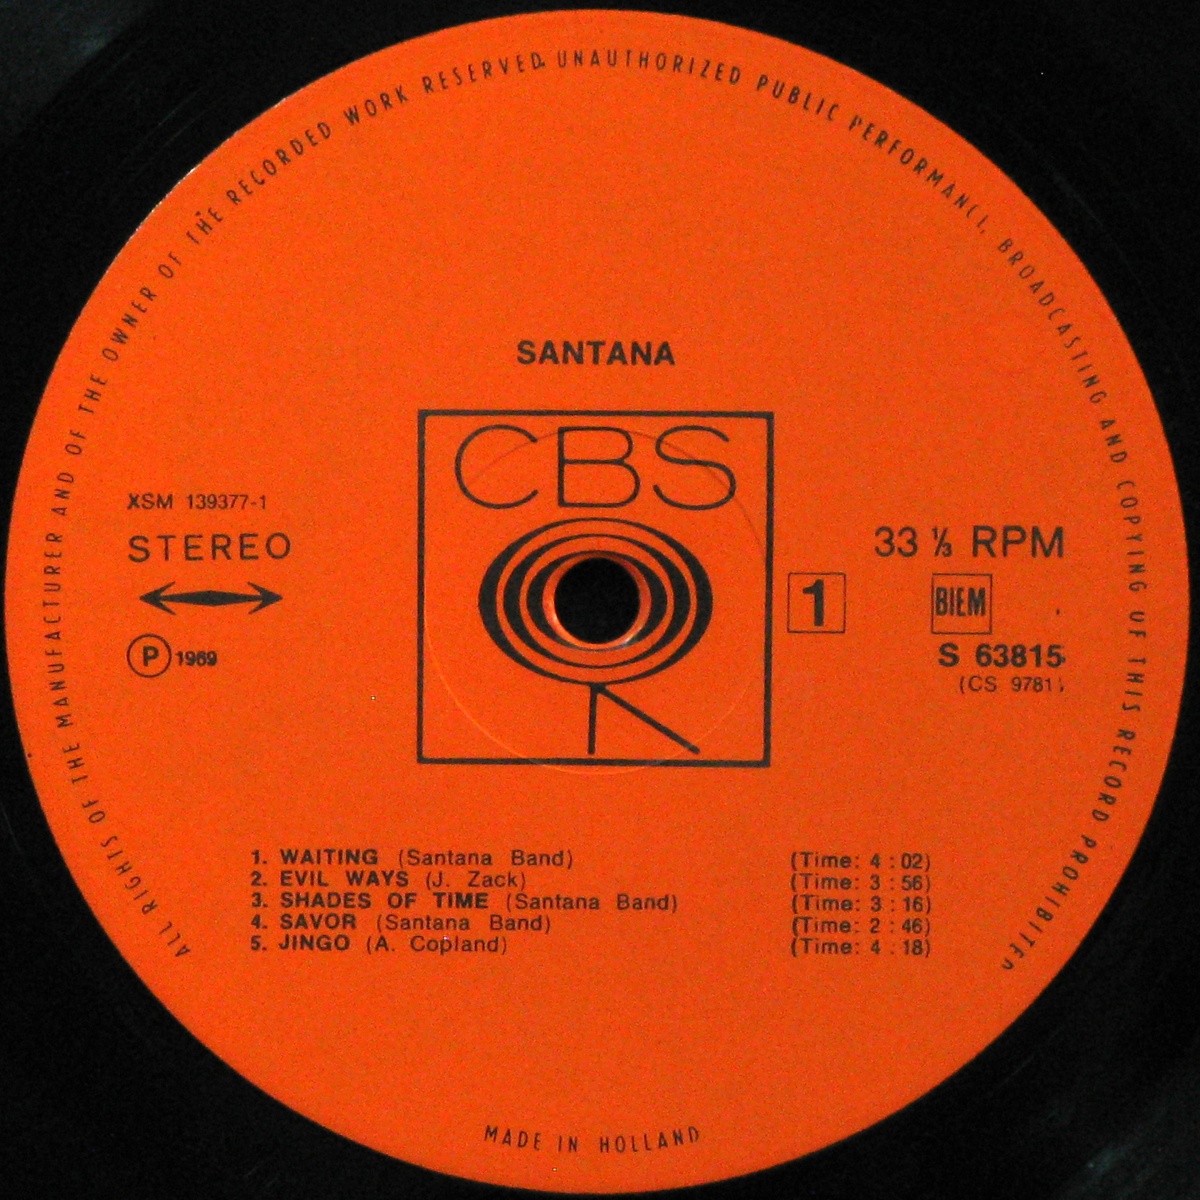 ALL RIGHTS OF THE MANUFACTURER AND OF THE OWNER OF THE RECORDED WORK RESERVED. UNAUTHORIZED PUBLIC PERFORMANCE, BROADCASTING AND COPYING OF THIS RECORD PROHIBITED
SANTANA
CBS
XSM 139377-1
STEREO
33 ⅓ RPM
1
BIEM
P 1969
S 63815
(CS 9781)
1. WAITING (Santana Band) (Time: 4 : 02)
2. EVIL WAYS (J. Zack) (Time: 3 : 56)
3. SHADES OF TIME (Santana Band) (Time: 3 : 16)
4. SAVOR (Santana Band) (Time: 2 : 46)
5. JINGO (A. Copland) (Time: 4 : 18)
MADE IN HOLLAND